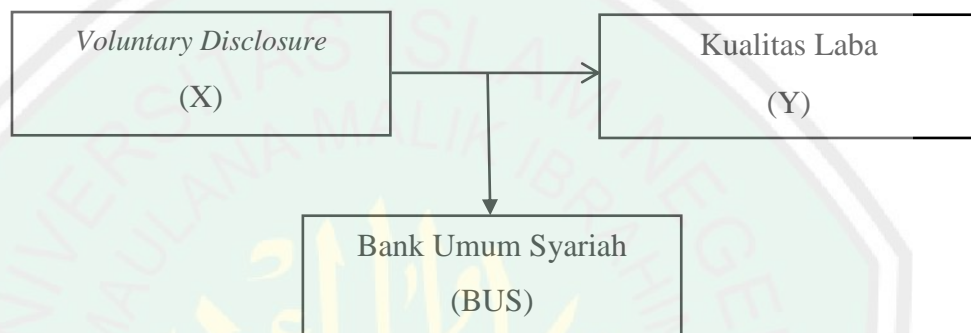 Voluntary Disclosure
(X)
Kualitas Laba
(Y)
Bank Umum Syariah
(BUS)